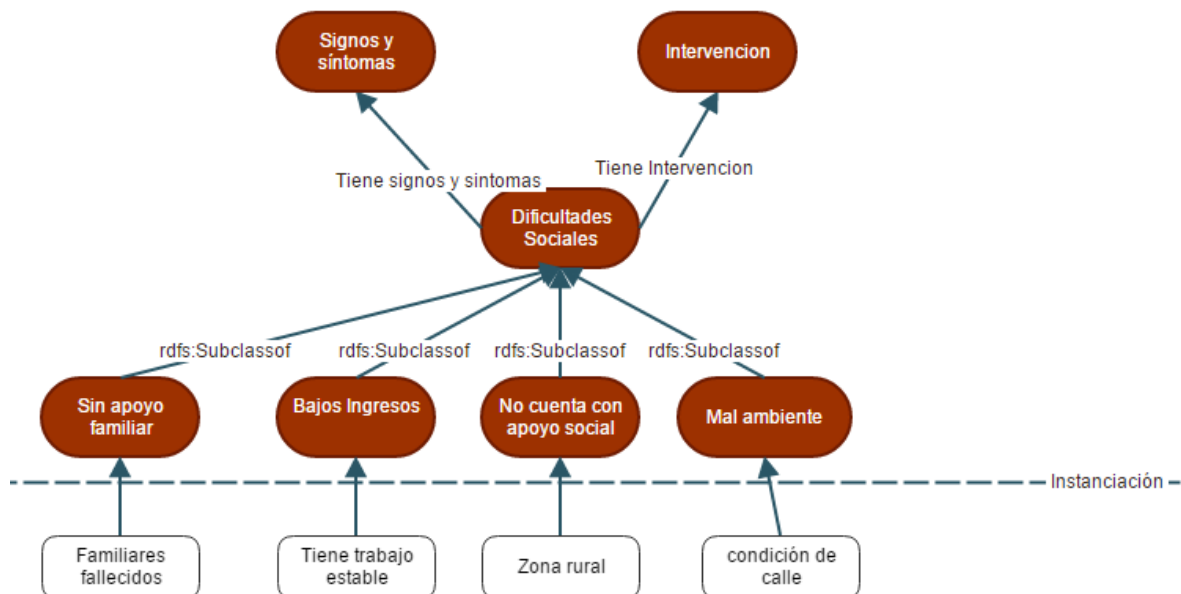 Signos y
síntomas
Intervencion
Tiene Intervencion
Tiene signos y sintomas
Dificultades
Sociales
rdfs:Subclassof
rdfs:Subclassof
rdfs:Subclassof
rdfs:Subclassof
Sin apoyo
familiar
Bajos Ingresos
No cuenta con
apoyo social
Mal ambiente
Instanciación
Familiares
fallecidos
Tiene trabajo
estable
Zona rural
condición de
calle